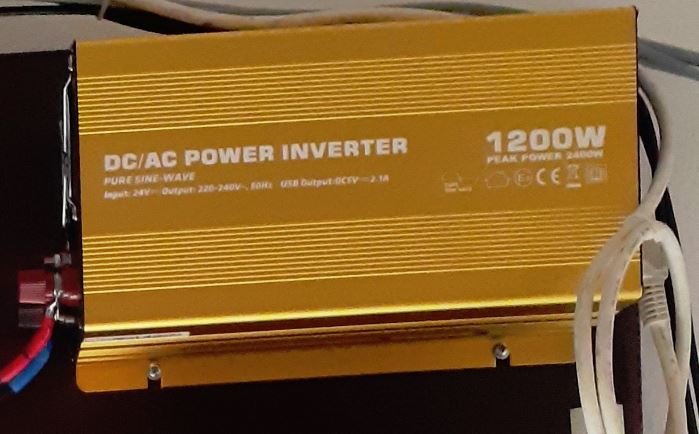 DC/AC POWER INVERTER
PURE SINE-WAVE
Input: 24V⎓ Output: 220-240V~, 50Hz USB Output:DC5V⎓2.1A
1200W
PEAK POWER 2400W
CE